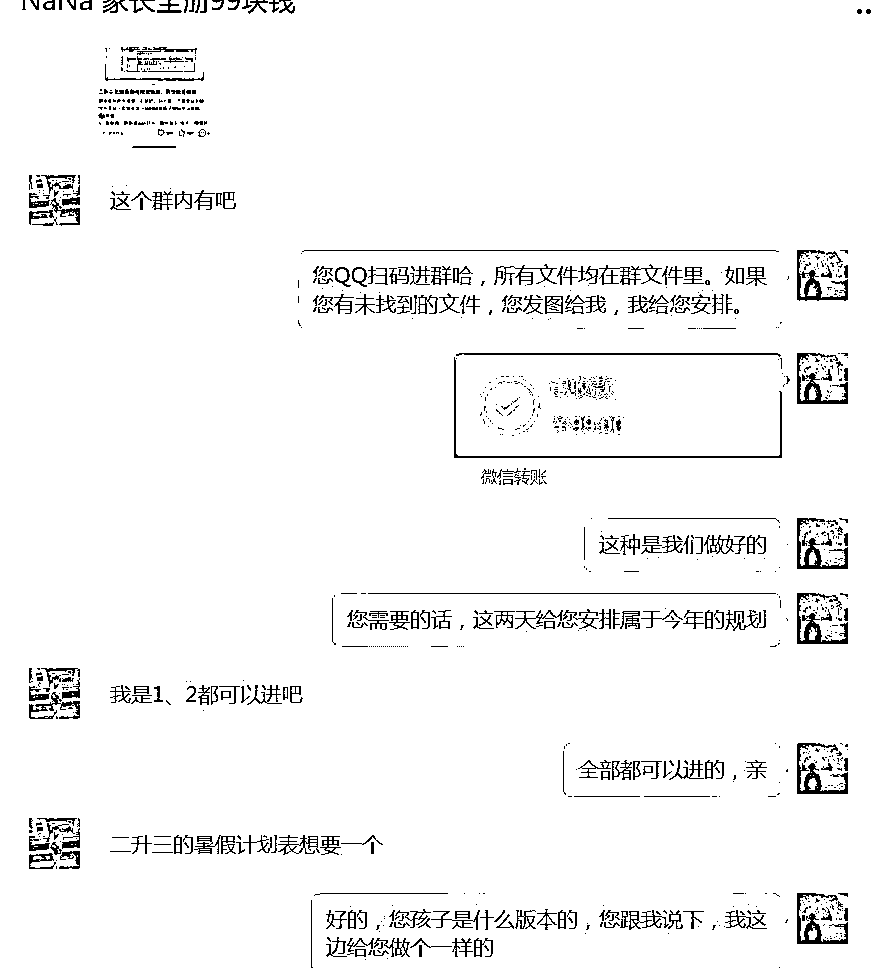 NaNa 家长全册99块钱
这个群内有吧
您QQ扫码进群哈，所有文件均在群文件里。如果
您有未找到的文件，您发图给我，我给您安排。
已收款
¥99.00
微信转账
这种是我们做好的
您需要的话，这两天给您安排属于今年的规划
我是1、2都可以进吧
全部都可以进的，亲
二升三的暑假计划表想要一个
好的，您孩子是什么版本的，您跟我说下，我这
边给您做个一样的